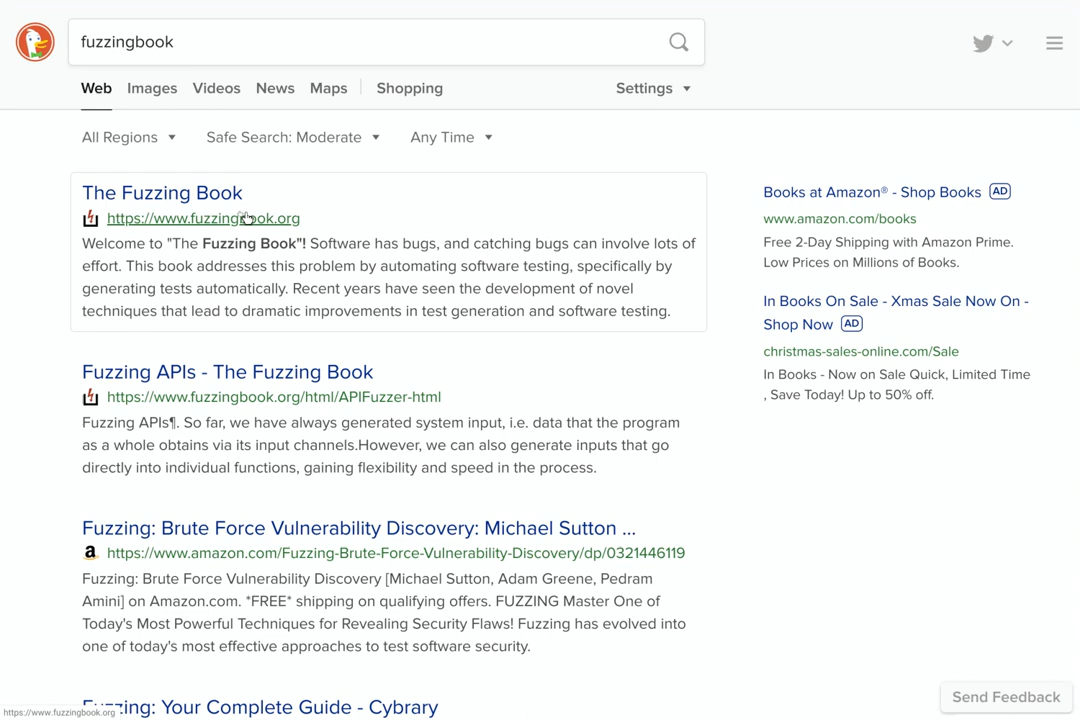 fuzzingbook
Web Images Videos News Maps Shopping Settings
All Regions Safe Search: Moderate Any Time
The Fuzzing Book
https://www.fuzzingbook.org
Welcome to "The Fuzzing Book"! Software has bugs, and catching bugs can involve lots of
effort. This book addresses this problem by automating software testing, specifically by
generating tests automatically. Recent years have seen the development of novel
techniques that lead to dramatic improvements in test generation and software testing.
Books at Amazon® - Shop Books AD
www.amazon.com/books
Free 2-Day Shipping with Amazon Prime.
Low Prices on Millions of Books.
In Books On Sale - Xmas Sale Now On -
Shop Now AD
christmas-sales-online.com/Sale
In Books - Now on Sale Quick, Limited Time
, Save Today! Up to 50% off.
Fuzzing APIs - The Fuzzing Book
https://www.fuzzingbook.org/html/APIFuzzer-html
Fuzzing APIs¶. So far, we have always generated system input, i.e. data that the program
as a whole obtains via its input channels.However, we can also generate inputs that go
directly into individual functions, gaining flexibility and speed in the process.
Fuzzing: Brute Force Vulnerability Discovery: Michael Sutton ...
a https://www.amazon.com/Fuzzing-Brute-Force-Vulnerability-Discovery/dp/0321446119
Fuzzing: Brute Force Vulnerability Discovery [Michael Sutton, Adam Greene, Pedram
Amini] on Amazon.com. *FREE* shipping on qualifying offers. FUZZING Master One of
Today's Most Powerful Techniques for Revealing Security Flaws! Fuzzing has evolved into
one of today's most effective approaches to test software security.
Fuzzing: Your Complete Guide - Cybrary
Send Feedback
https://www.fuzzingbook.org